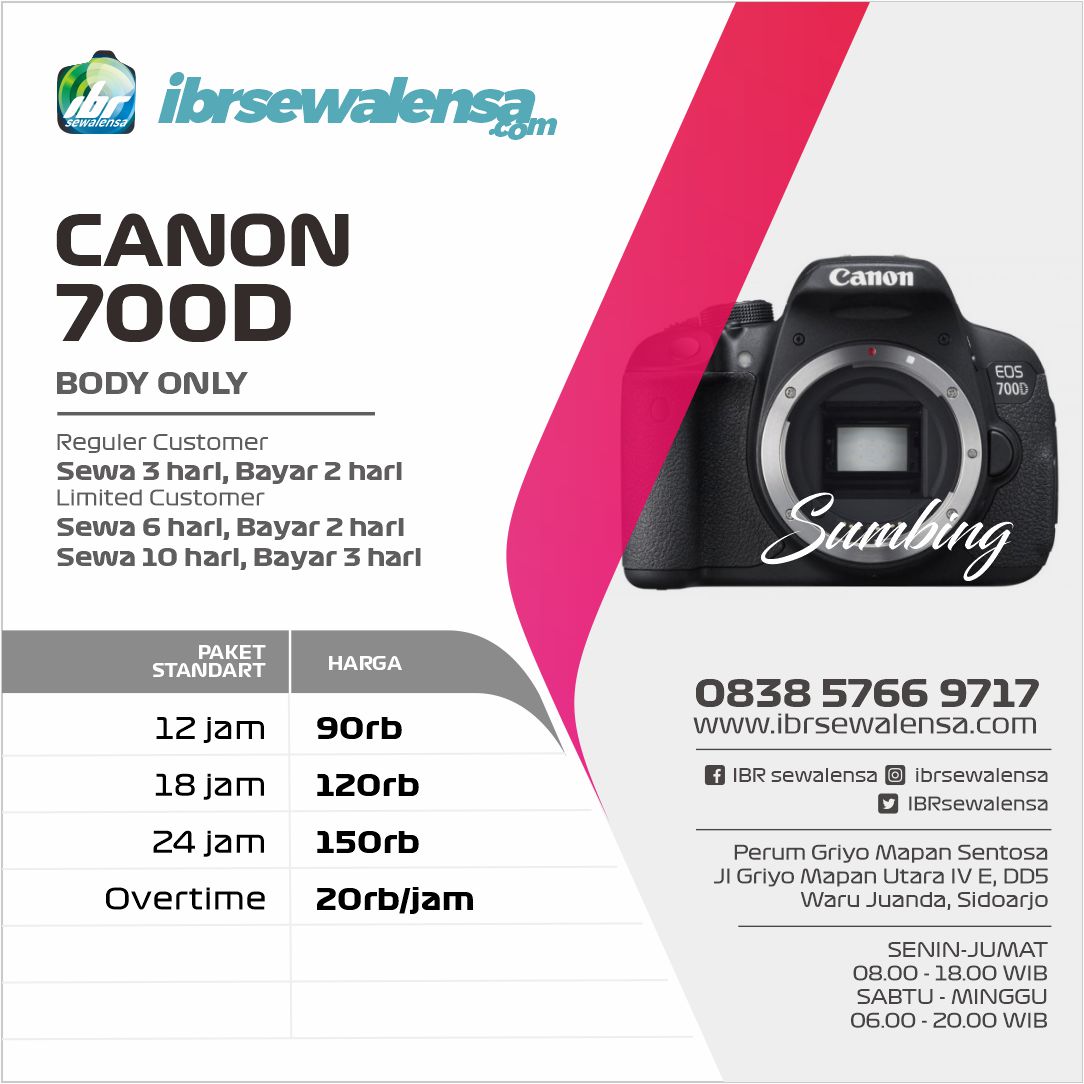 ibr
sewalensa
ibrsewalensa
.com
CANON
700D
BODY ONLY
Reguler Customer
Sewa 3 hari, Bayar 2 hari
Limited Customer
Sewa 6 hari, Bayar 2 hari
Sewa 10 hari, Bayar 3 hari
Canon
EOS
700D
Sumbing
PAKET
STANDART
HARGA
12 jam 90rb
18 jam 120rb
24 jam 150rb
Overtime 20rb/jam
0838 5766 9717
www.ibrsewalensa.com
IBR sewalensa ibrsewalensa
IBRsewalensa
Perum Griyo Mapan Sentosa
Jl Griyo Mapan Utara IV E, DD5
Waru Juanda, Sidoarjo
SENIN-JUMAT
08.00 - 18.00 WIB
SABTU - MINGGU
06.00 - 20.00 WIB